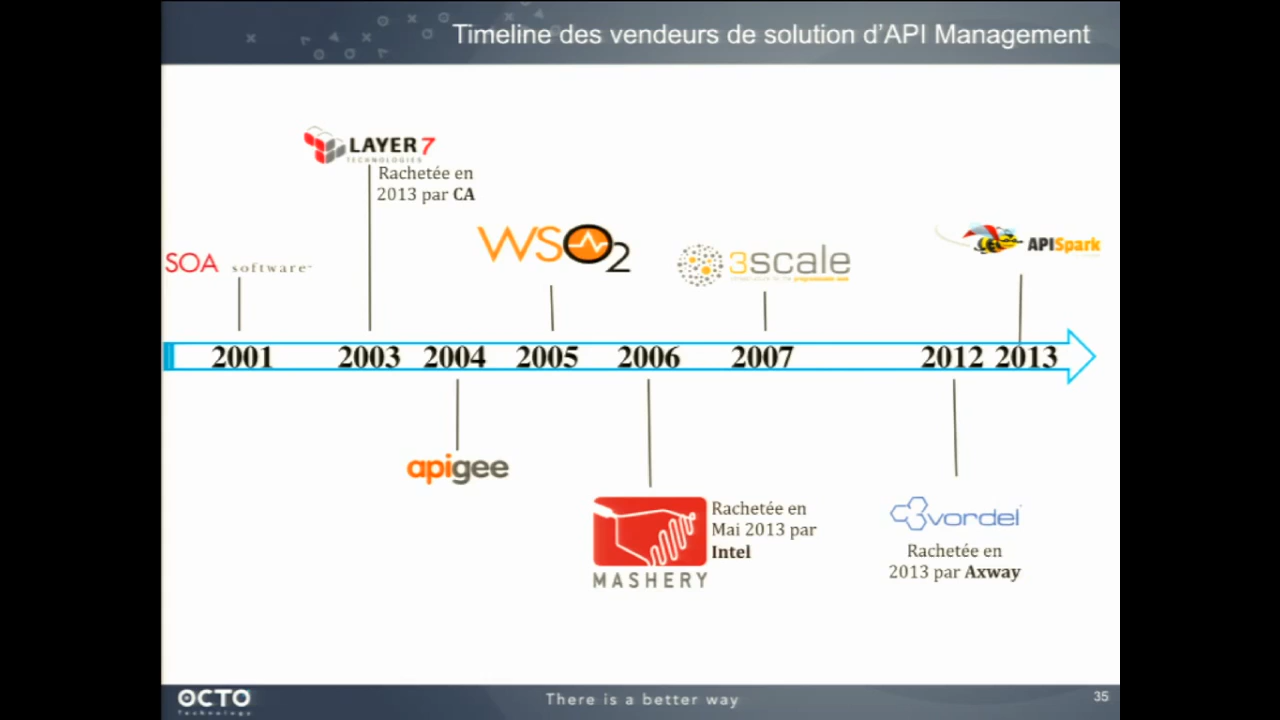 Timeline des vendeurs de solution d'API Management
LAYER 7
TECHNOLOGIES
Rachetée en
2013 par CA
SOA software
WSO2
3scale
APISpark
2001 2003 2004 2005 2006 2007 2012 2013
apigee
MASHERY
Rachetée en
Mai 2013 par
Intel
vordel
Rachetée en
2013 par Axway
OCTO
Technology
There is a better way
35